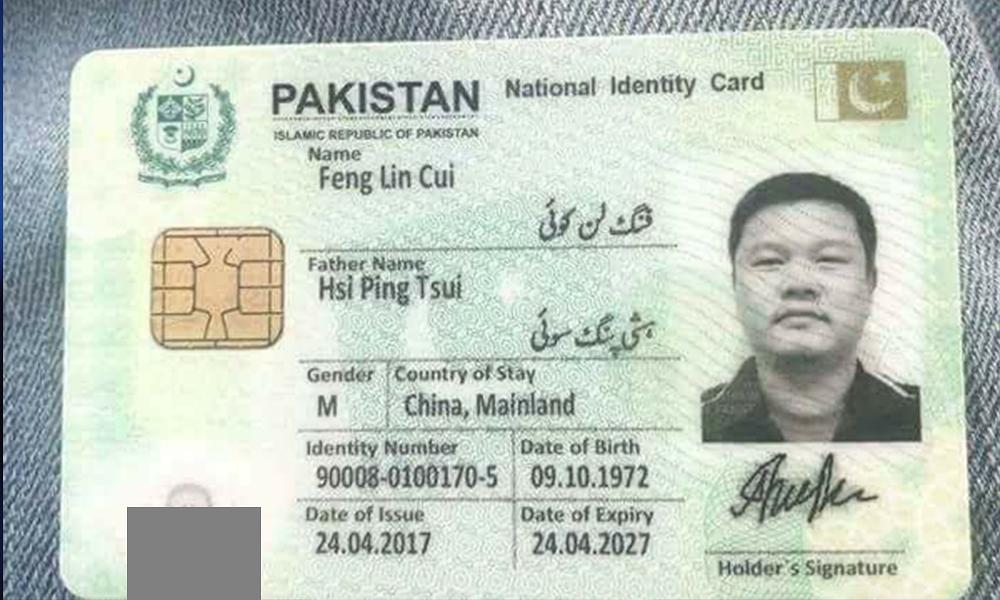 PAKISTAN National Identity Card
ISLAMIC REPUBLIC OF PAKISTAN
Name
Feng Lin Cui
فنگ لن کوئی
Father Name
Hsi Ping Tsui
ہشی پنگ سوئی
Gender Country of Stay
M China, Mainland
Identity Number Date of Birth
90008-0100170-5 09.10.1972
Date of Issue Date of Expiry
24.04.2017 24.04.2027
Holder's Signature